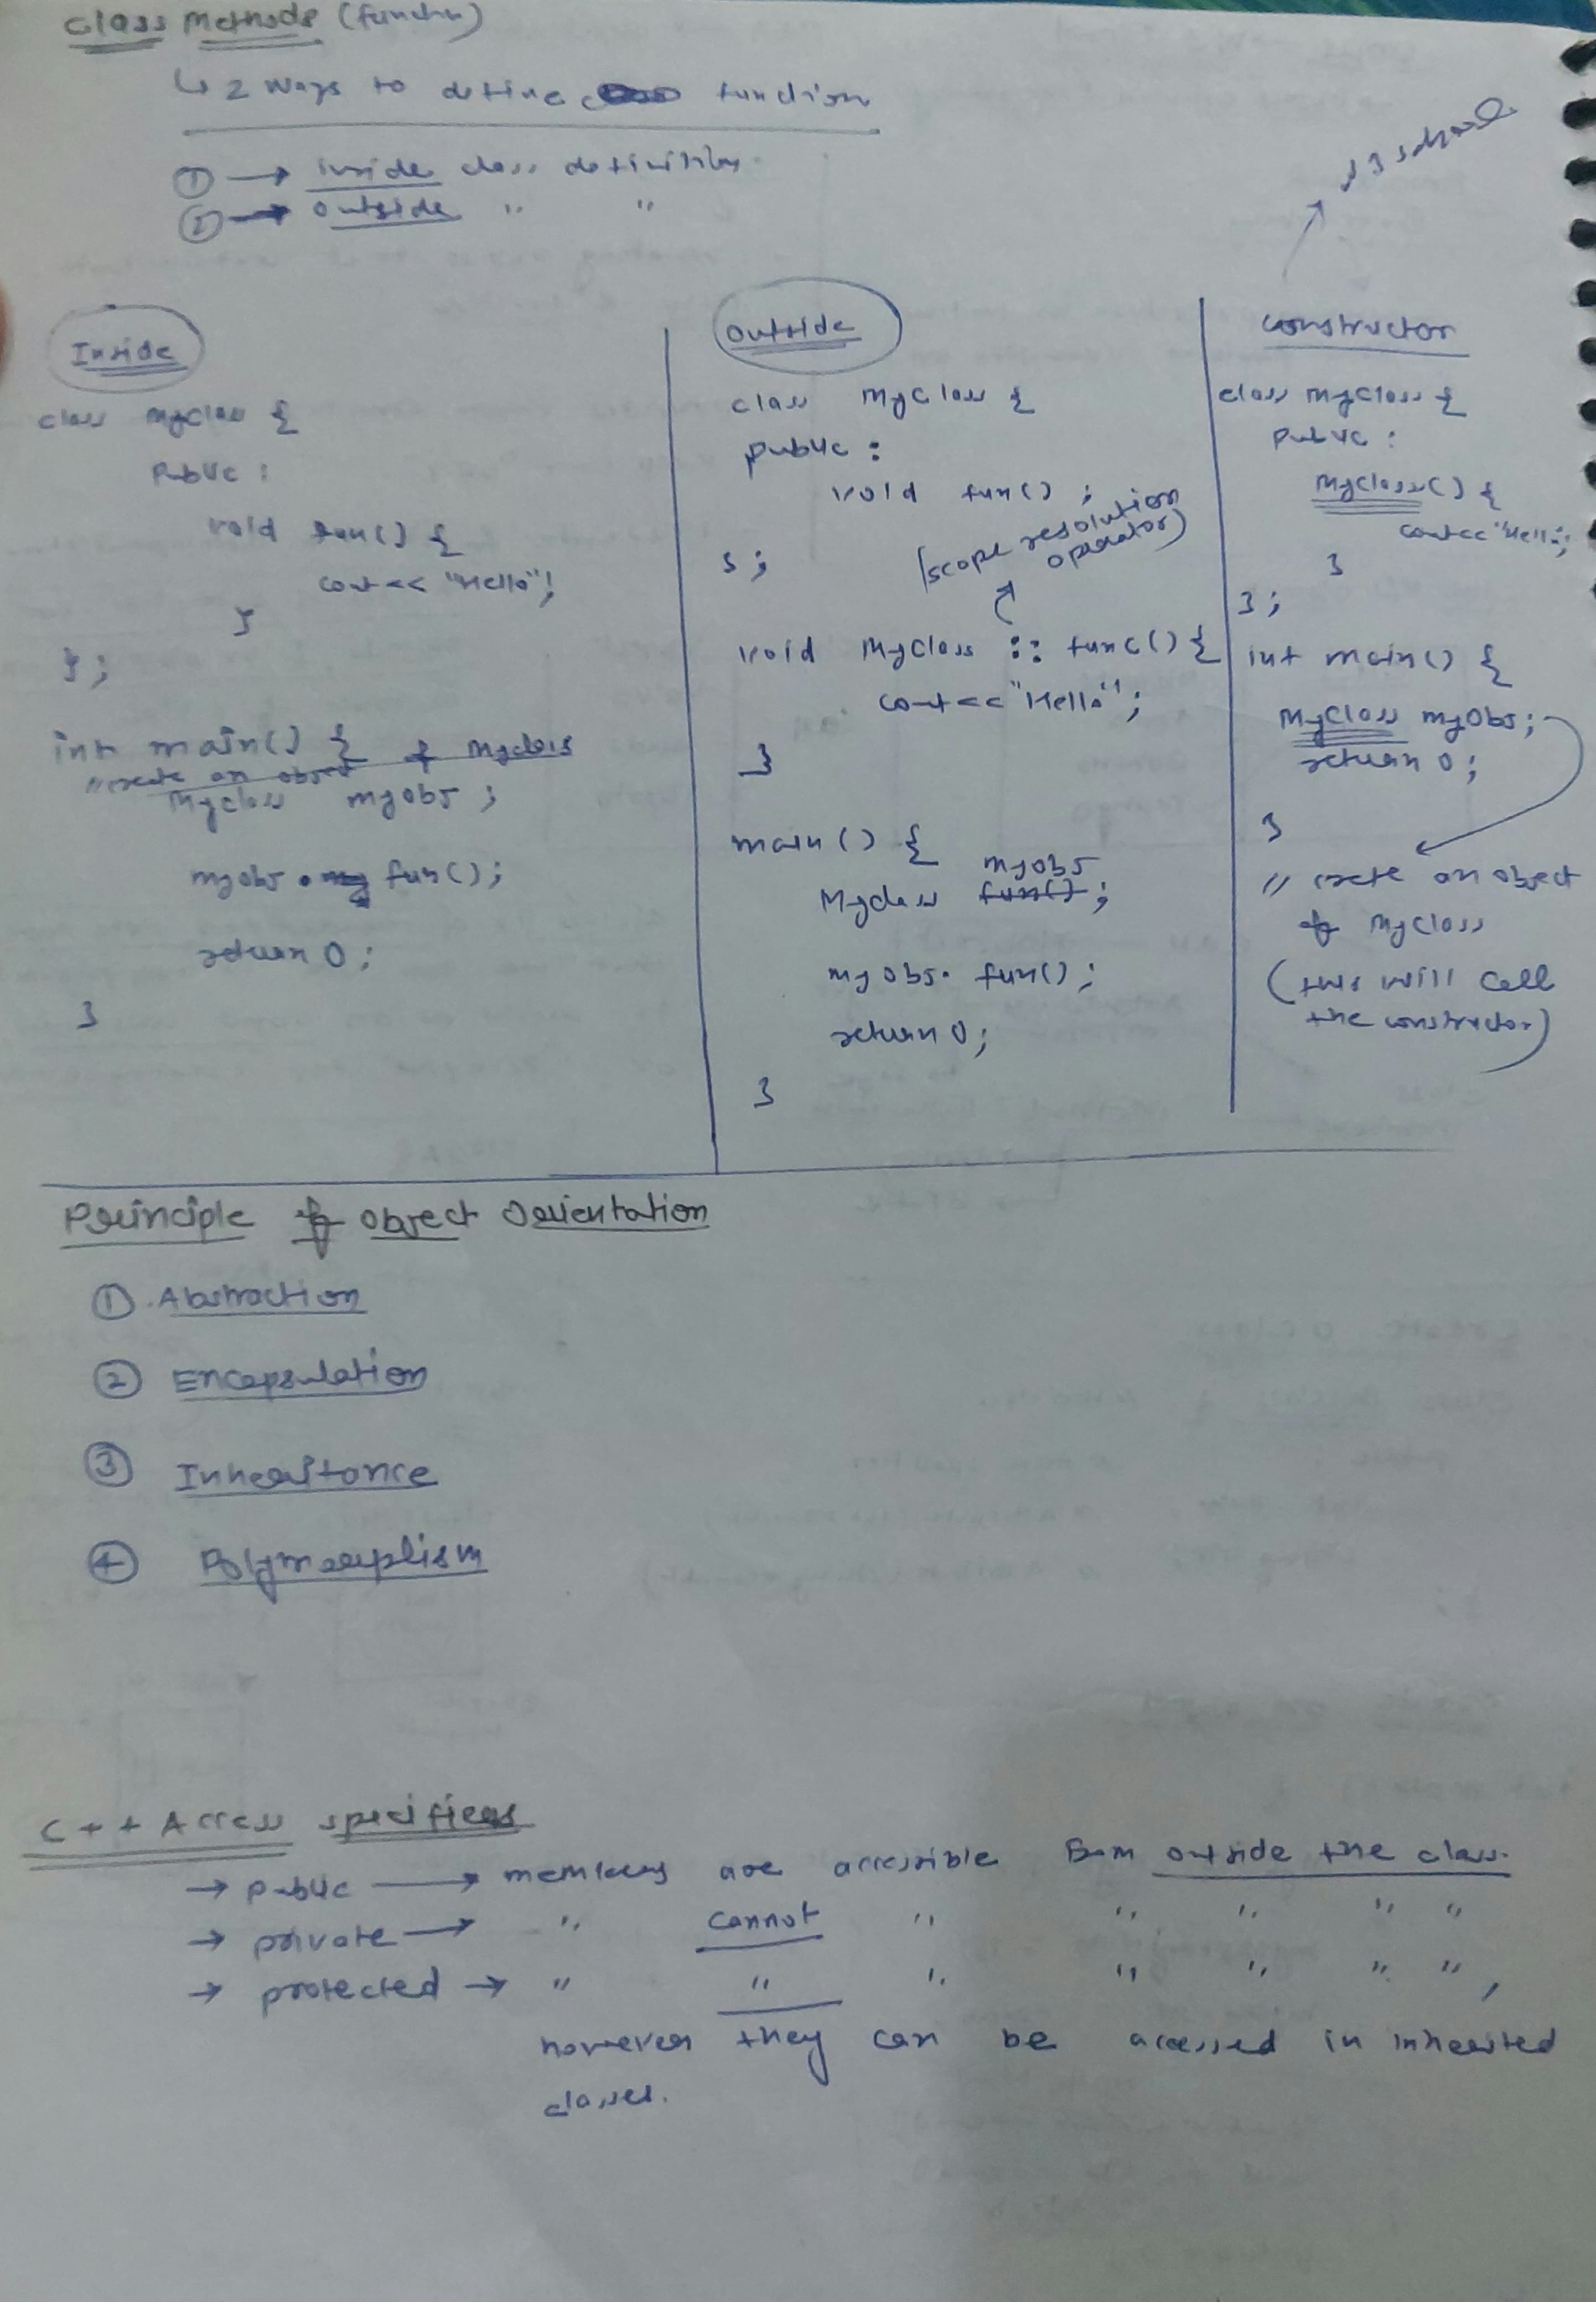 Class Methods (function)
↳ 2 ways to define function
① → inside class definition.
② → outside " "
Inside
class MyClass {
Public :
void fun() {
cout << "Hello";
}
};
int main() {
// create an object of Myclass
Myclass myobj ;
myobj . fun();
return 0 ;
}
Outside
class MyClass {
public :
void fun() ;
};
(scope resolution
operator)
void MyClass :: func() {
cout << "Hello";
}
main() {
myobj
Myclass fun() ;
myobj. fun();
return 0;
}
w3 school
constructor
class MyClass {
public :
MyClass() {
cout << "Hello;
}
};
int main() {
MyClass myobj;
return 0;
}
// crete an object
of MyClass
(this will call
the constructor)
Principle of Object Orientation
① Abstraction
② Encapsulation
③ Inheritance
④ Polymorphism
C++ Access specifiers
→ public → members are accessible from outside the class.
→ private → " cannot " " " " "
→ protected → " " " " " " " ,
however they can be accessed in inherited
classes.